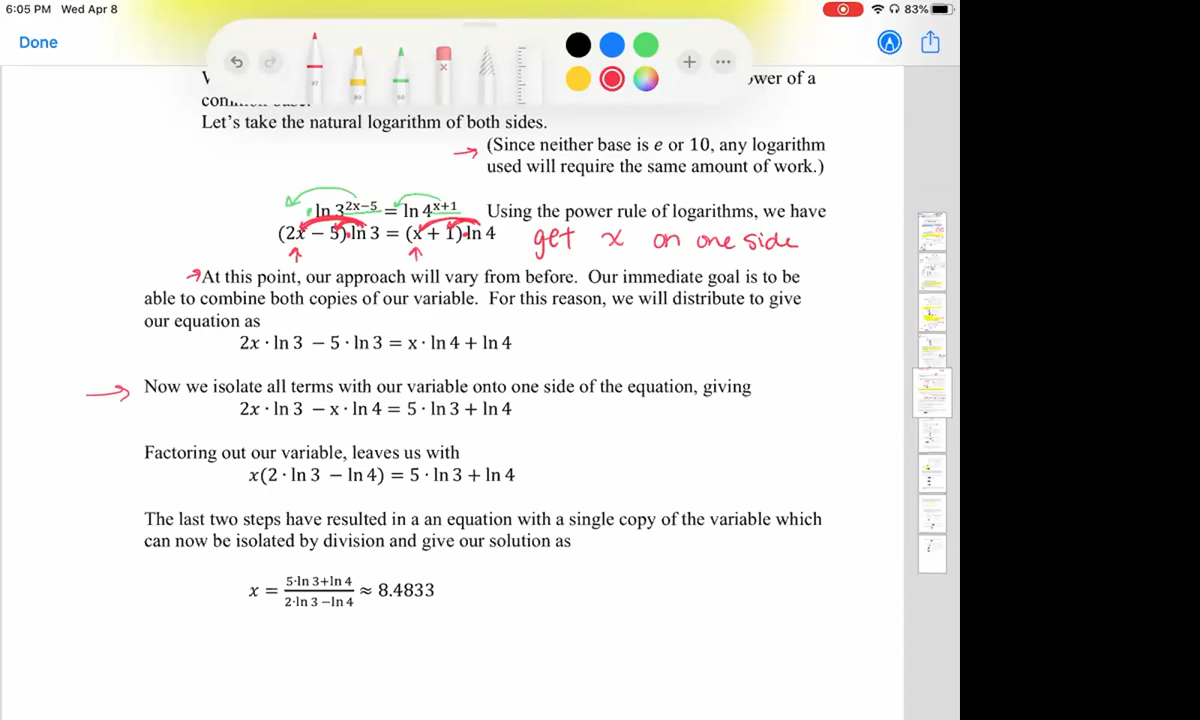 6:05 PM Wed Apr 8
83%
Done
ower of a
Let's take the natural logarithm of both sides.
(Since neither base is e or 10, any logarithm
used will require the same amount of work.)
ln 3^{2x−5} = ln 4^{x+1} Using the power rule of logarithms, we have
(2x − 5)·ln 3 = (x + 1)·ln 4 get x on one side
At this point, our approach will vary from before. Our immediate goal is to be
able to combine both copies of our variable. For this reason, we will distribute to give
our equation as
2x · ln 3 − 5 · ln 3 = x · ln 4 + ln 4
Now we isolate all terms with our variable onto one side of the equation, giving
2x · ln 3 − x · ln 4 = 5 · ln 3 + ln 4
Factoring out our variable, leaves us with
x(2 · ln 3 − ln 4) = 5 · ln 3 + ln 4
The last two steps have resulted in a an equation with a single copy of the variable which
can now be isolated by division and give our solution as
x = \frac{5·ln 3+ln 4}{2·ln 3 −ln 4} ≈ 8.4833